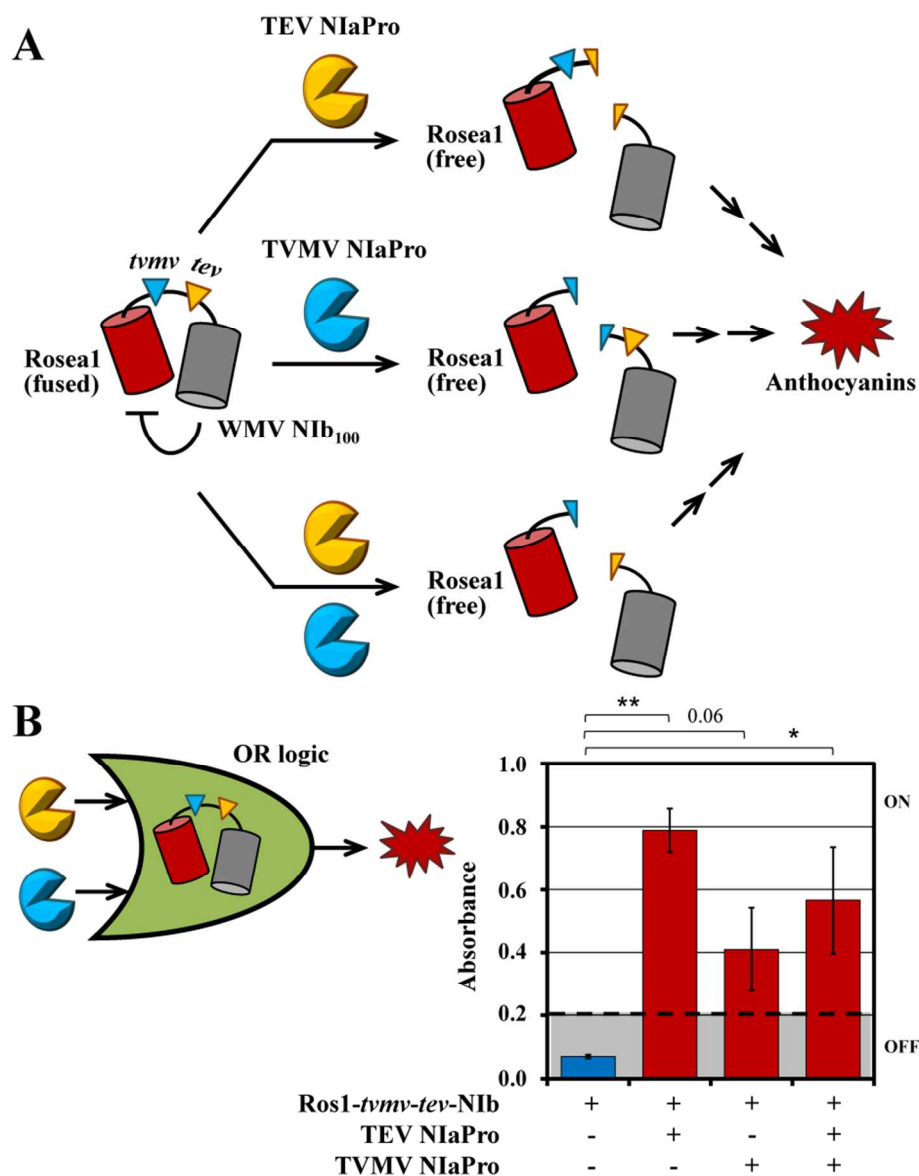 A
TEV NIaPro
Rosea1
(free)
tvmv
tev
TVMV NIaPro
Rosea1
(fused)
Rosea1
(free)
Anthocyanins
WMV NIb100
Rosea1
(free)
B
OR logic
**
0.06
*
1.0
0.8
0.6
0.4
0.2
0.0
Absorbance
ON
OFF
Ros1-tvmv-tev-NIb + + + +
TEV NIaPro - + - +
TVMV NIaPro - - + +